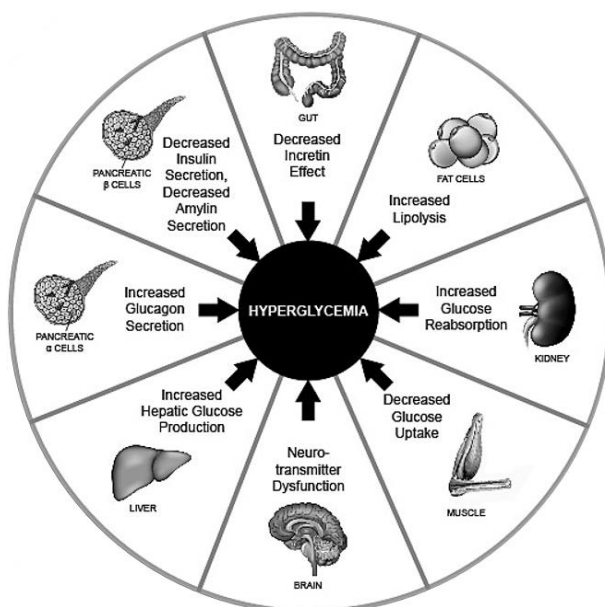 GUT
Decreased
Incretin
Effect
FAT CELLS
Increased
Lipolysis
Increased
Glucose
Reabsorption
KIDNEY
Decreased
Glucose
Uptake
MUSCLE
Neuro-
transmitter
Dysfunction
BRAIN
Increased
Hepatic Glucose
Production
LIVER
PANCREATIC
α CELLS
Increased
Glucagon
Secretion
PANCREATIC
β CELLS
Decreased
Insulin
Secretion,
Decreased
Amylin
Secretion
HYPERGLYCEMIA